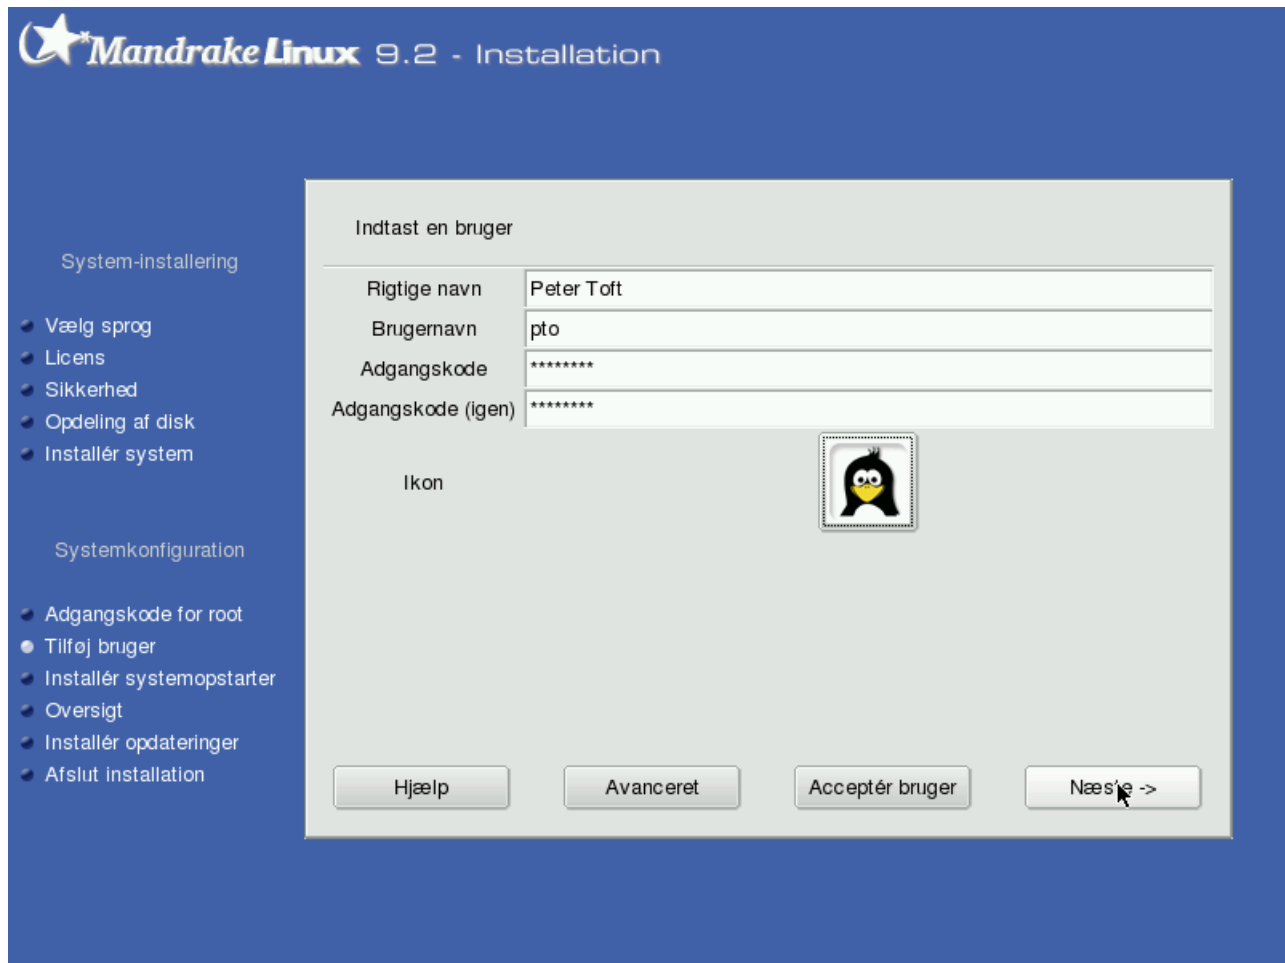 Mandrake Linux 9.2 - Installation
System-installering
Vælg sprog
Licens
Sikkerhed
Opdeling af disk
Installér system
Systemkonfiguration
Adgangskode for root
Tilføj bruger
Installér systemopstarter
Oversigt
Installér opdateringer
Afslut installation
Indtast en bruger
Rigtige navn Peter Toft
Brugernavn pto
Adgangskode ********
Adgangskode (igen) ********
Ikon
Hjælp Avanceret Acceptér bruger Næste ->